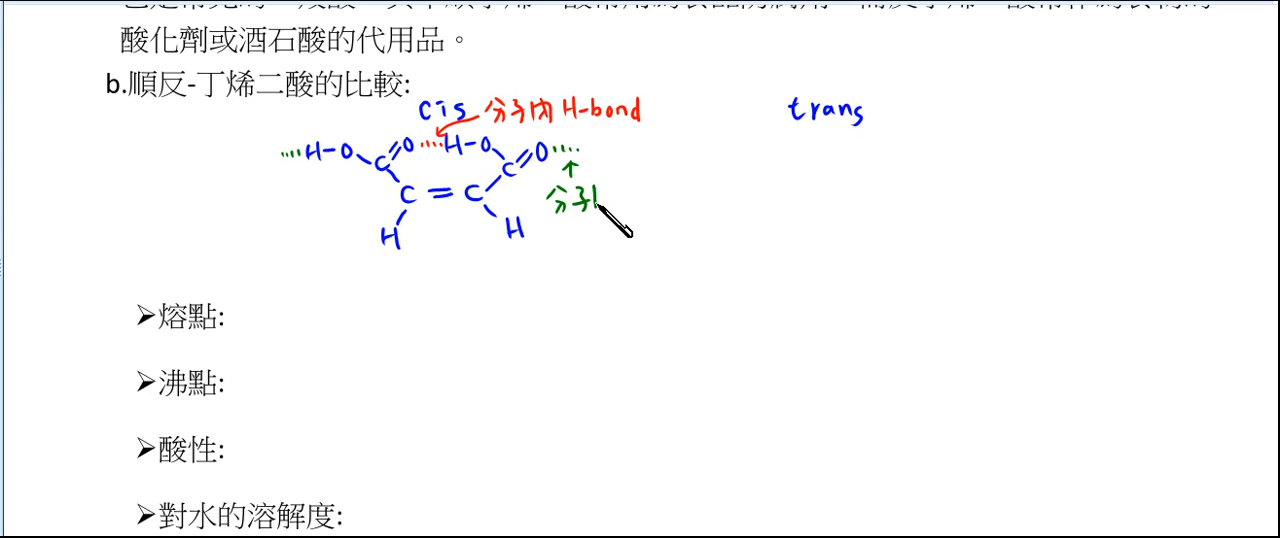 酸化劑或酒石酸的代用品。
b.順反-丁烯二酸的比較:
cis 分子內 H-bond trans
H-O C O H-O C O
C = C 分子
H H
➢熔點:
➢沸點:
➢酸性:
➢對水的溶解度: